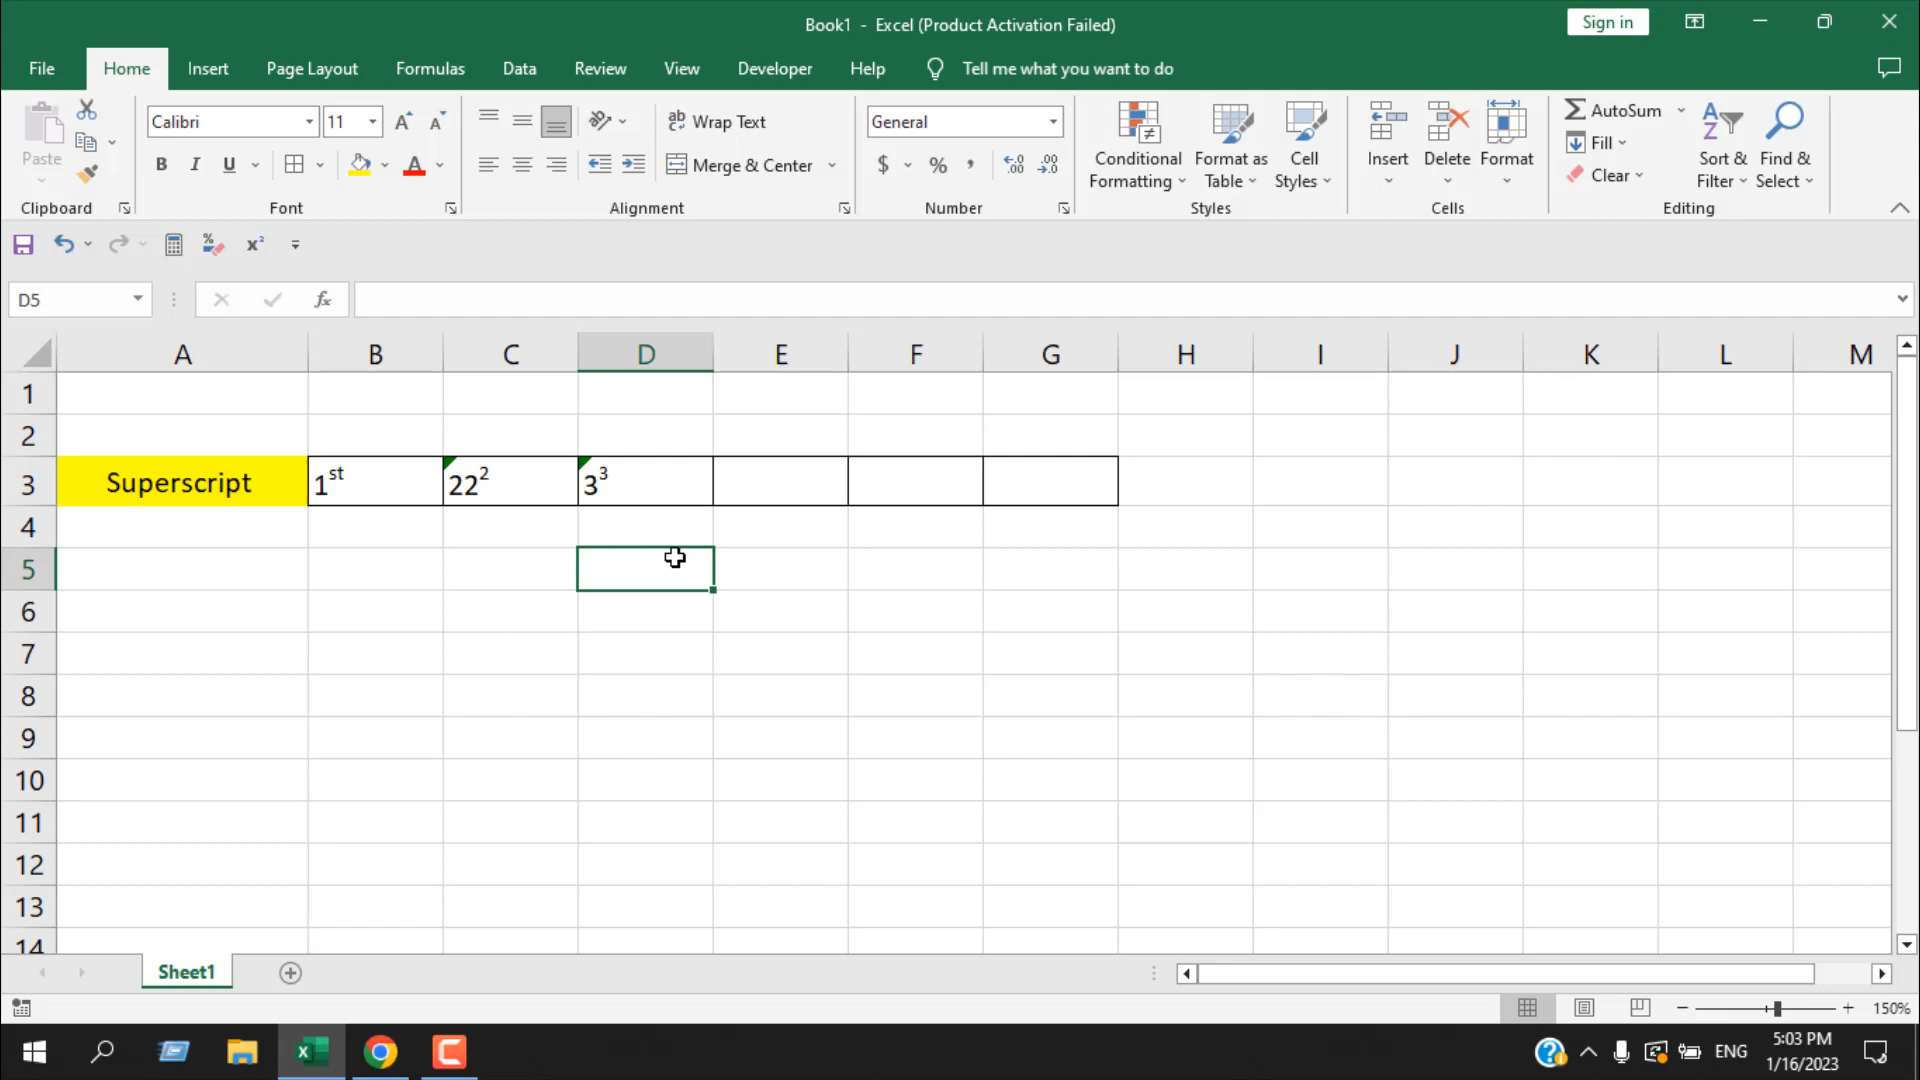 Book1 - Excel (Product Activation Failed)
Sign in
File Home Insert Page Layout Formulas Data Review View Developer Help Tell me what you want to do
Paste
Calibri 11
B I U A
Wrap Text
Merge & Center
General
$ % ,
Conditional Formatting
Format as Table
Cell Styles
Insert Delete Format
AutoSum
Fill
Clear
Sort & Filter
Find & Select
Clipboard Font Alignment Number Styles Cells Editing
x²
D5 fx
A B C D E F G H I J K L M
1
2
3 Superscript 1ˢᵗ 22² 3³
4
5
6
7
8
9
10
11
12
13
14
Sheet1
150%
ENG
5:03 PM
1/16/2023